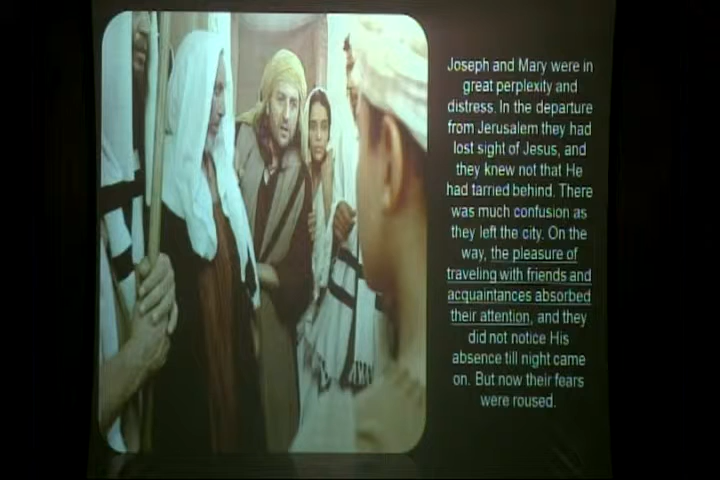 Joseph and Mary were in
great perplexity and
distress. In the departure
from Jerusalem they had
lost sight of Jesus, and
they knew not that He
had tarried behind. There
was much confusion as
they left the city. On the
way, the pleasure of
traveling with friends and
acquaintances absorbed
their attention, and they
did not notice His
absence till night came
on. But now their fears
were roused.